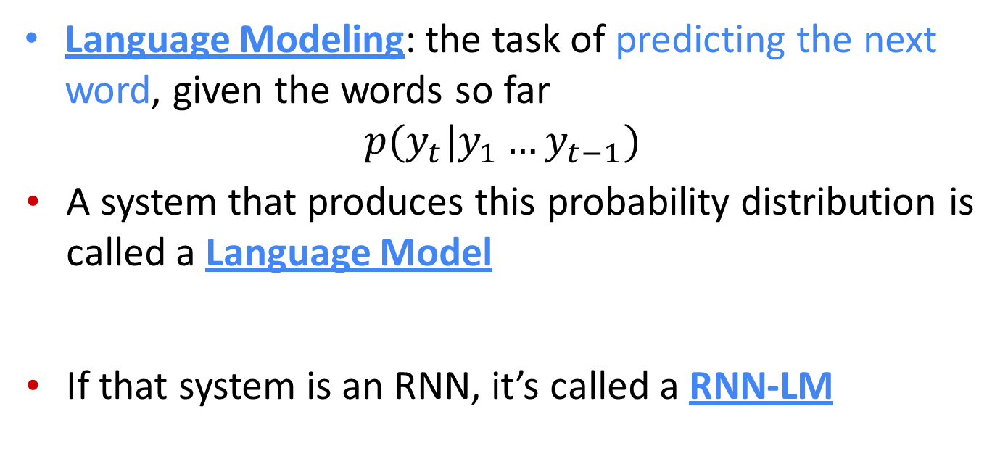 • Language Modeling: the task of predicting the next
word, given the words so far
p(y_t|y_1 … y_{t−1})
• A system that produces this probability distribution is
called a Language Model
• If that system is an RNN, it’s called a RNN-LM